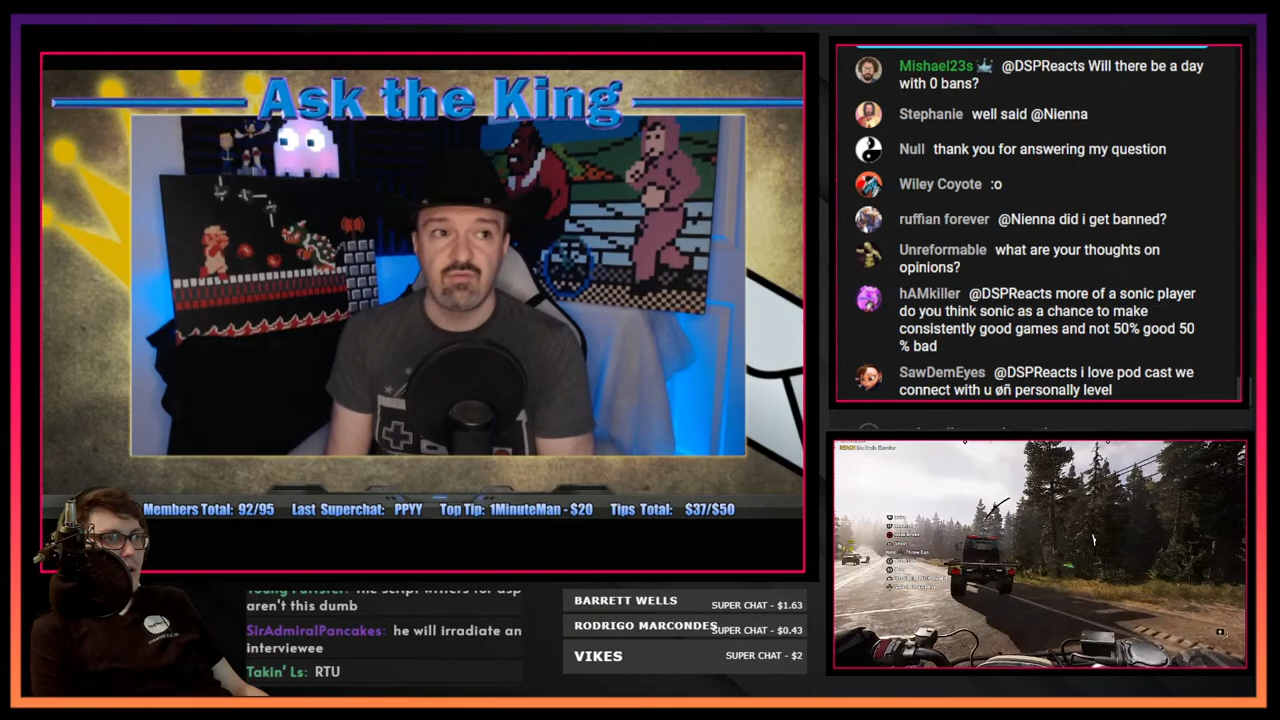 Ask the King
Members Total: 92/95 Last Superchat: PPYY Top Tip: 1MinuteMan - $20 Tips Total: $37/$50
Mishael23s @DSPReacts Will there be a day
with 0 bans?
Stephanie well said @Nienna
Null thank you for answering my question
Wiley Coyote :o
ruffian forever @Nienna did i get banned?
Unreformable what are your thoughts on
opinions?
hAMkiller @DSPReacts more of a sonic player
do you think sonic as a chance to make
consistently good games and not 50% good 50
% bad
SawDemEyes @DSPReacts i love pod cast we
connect with u øñ personally level
aren't this dumb
SirAdmiralPancakes: he will irradiate an
interviewee
Takin' Ls: RTU
BARRETT WELLS SUPER CHAT - $1.63
RODRIGO MARCONDES SUPER CHAT - $0.43
VIKES SUPER CHAT - $2